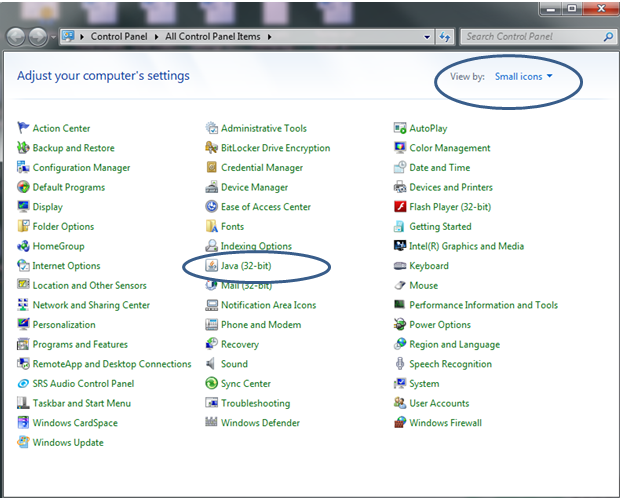 Control Panel All Control Panel Items
Search Control Panel
Adjust your computer's settings
View by: Small icons
Action Center
Administrative Tools
AutoPlay
Backup and Restore
BitLocker Drive Encryption
Color Management
Configuration Manager
Credential Manager
Date and Time
Default Programs
Device Manager
Devices and Printers
Display
Ease of Access Center
Flash Player (32-bit)
Folder Options
Fonts
Getting Started
HomeGroup
Indexing Options
Intel(R) Graphics and Media
Internet Options
Java (32-bit)
Keyboard
Location and Other Sensors
Mail (32-bit)
Mouse
Network and Sharing Center
Notification Area Icons
Performance Information and Tools
Personalization
Phone and Modem
Power Options
Programs and Features
Recovery
Region and Language
RemoteApp and Desktop Connections
Sound
Speech Recognition
SRS Audio Control Panel
Sync Center
System
Taskbar and Start Menu
Troubleshooting
User Accounts
Windows CardSpace
Windows Defender
Windows Firewall
Windows Update